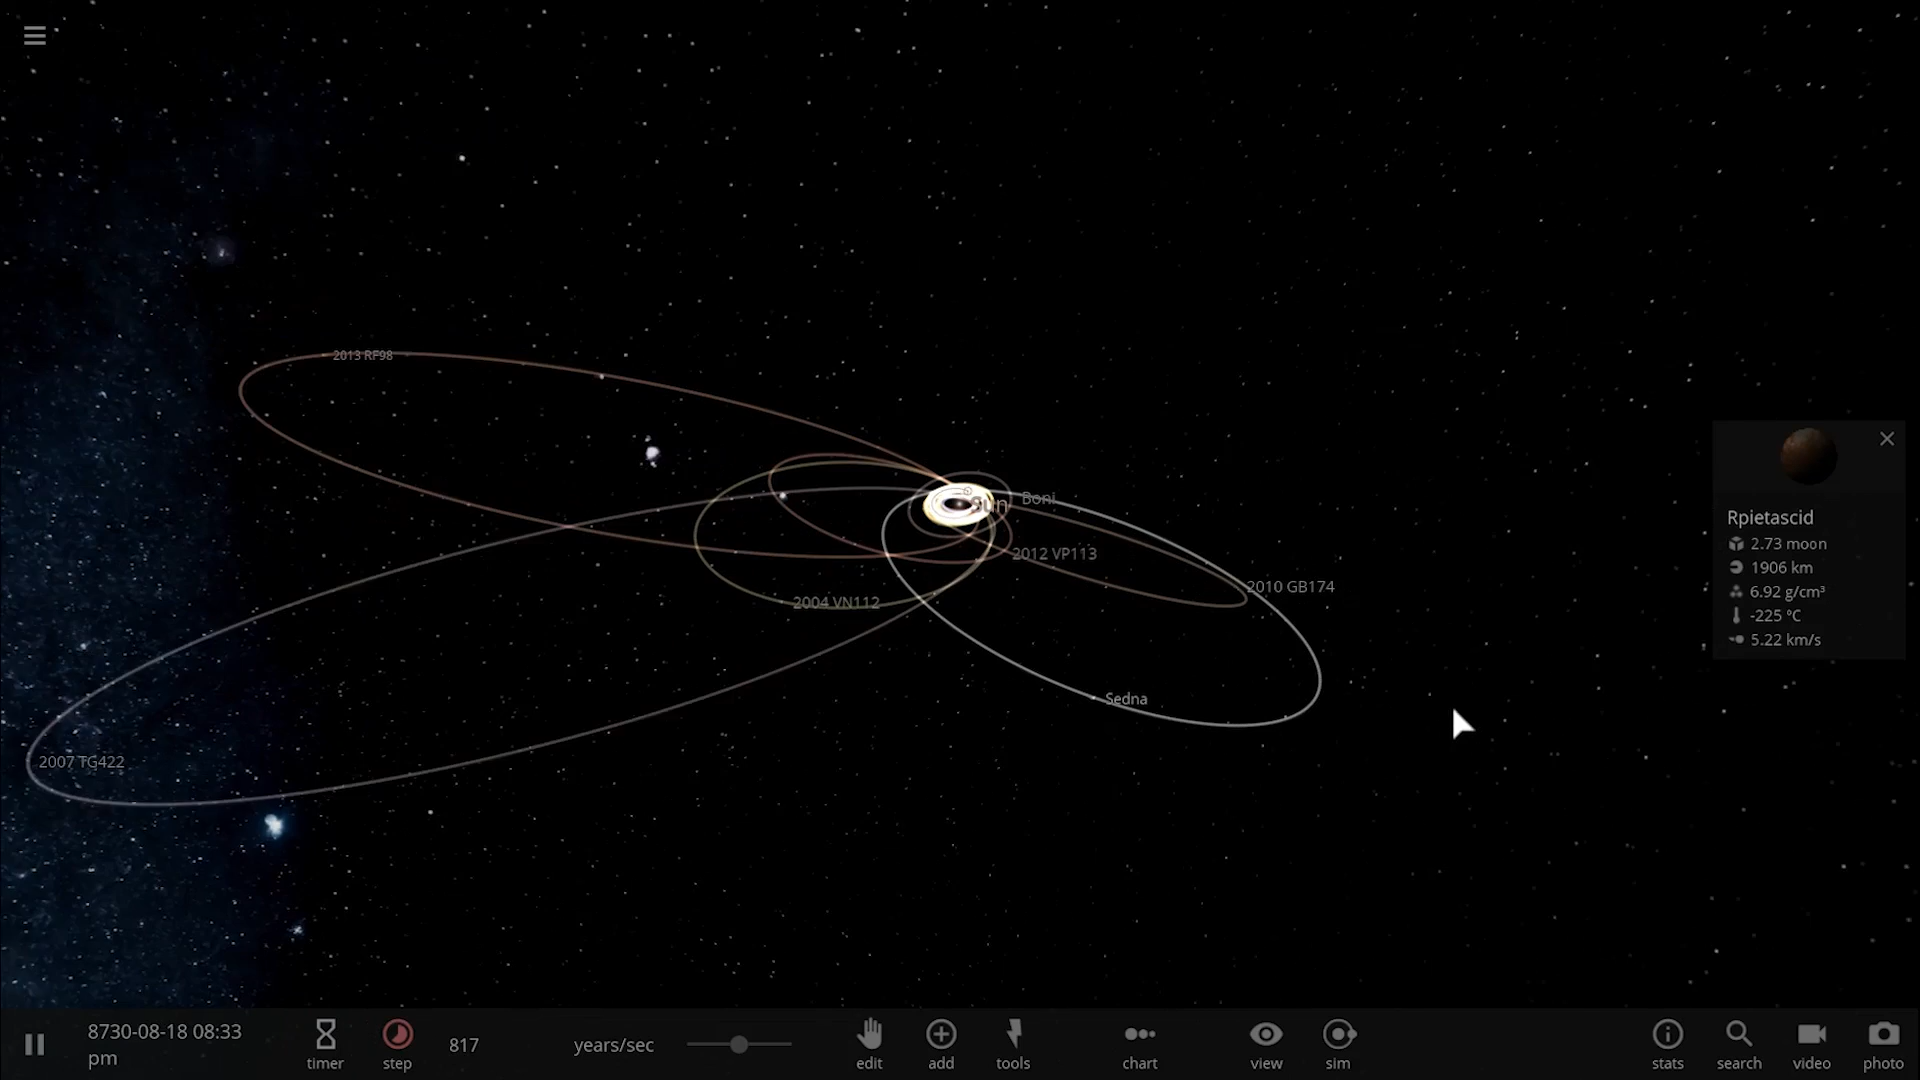 2013 RF98
Boni
Sun
2012 VP113
2010 GB174
2004 VN112
Sedna
2007 TG422
Rpietascid
2.73 moon
1906 km
6.92 g/cm³
-225 °C
5.22 km/s
8730-08-18 08:33
pm
timer
step
817
years/sec
edit
add
tools
chart
view
sim
stats
search
video
photo